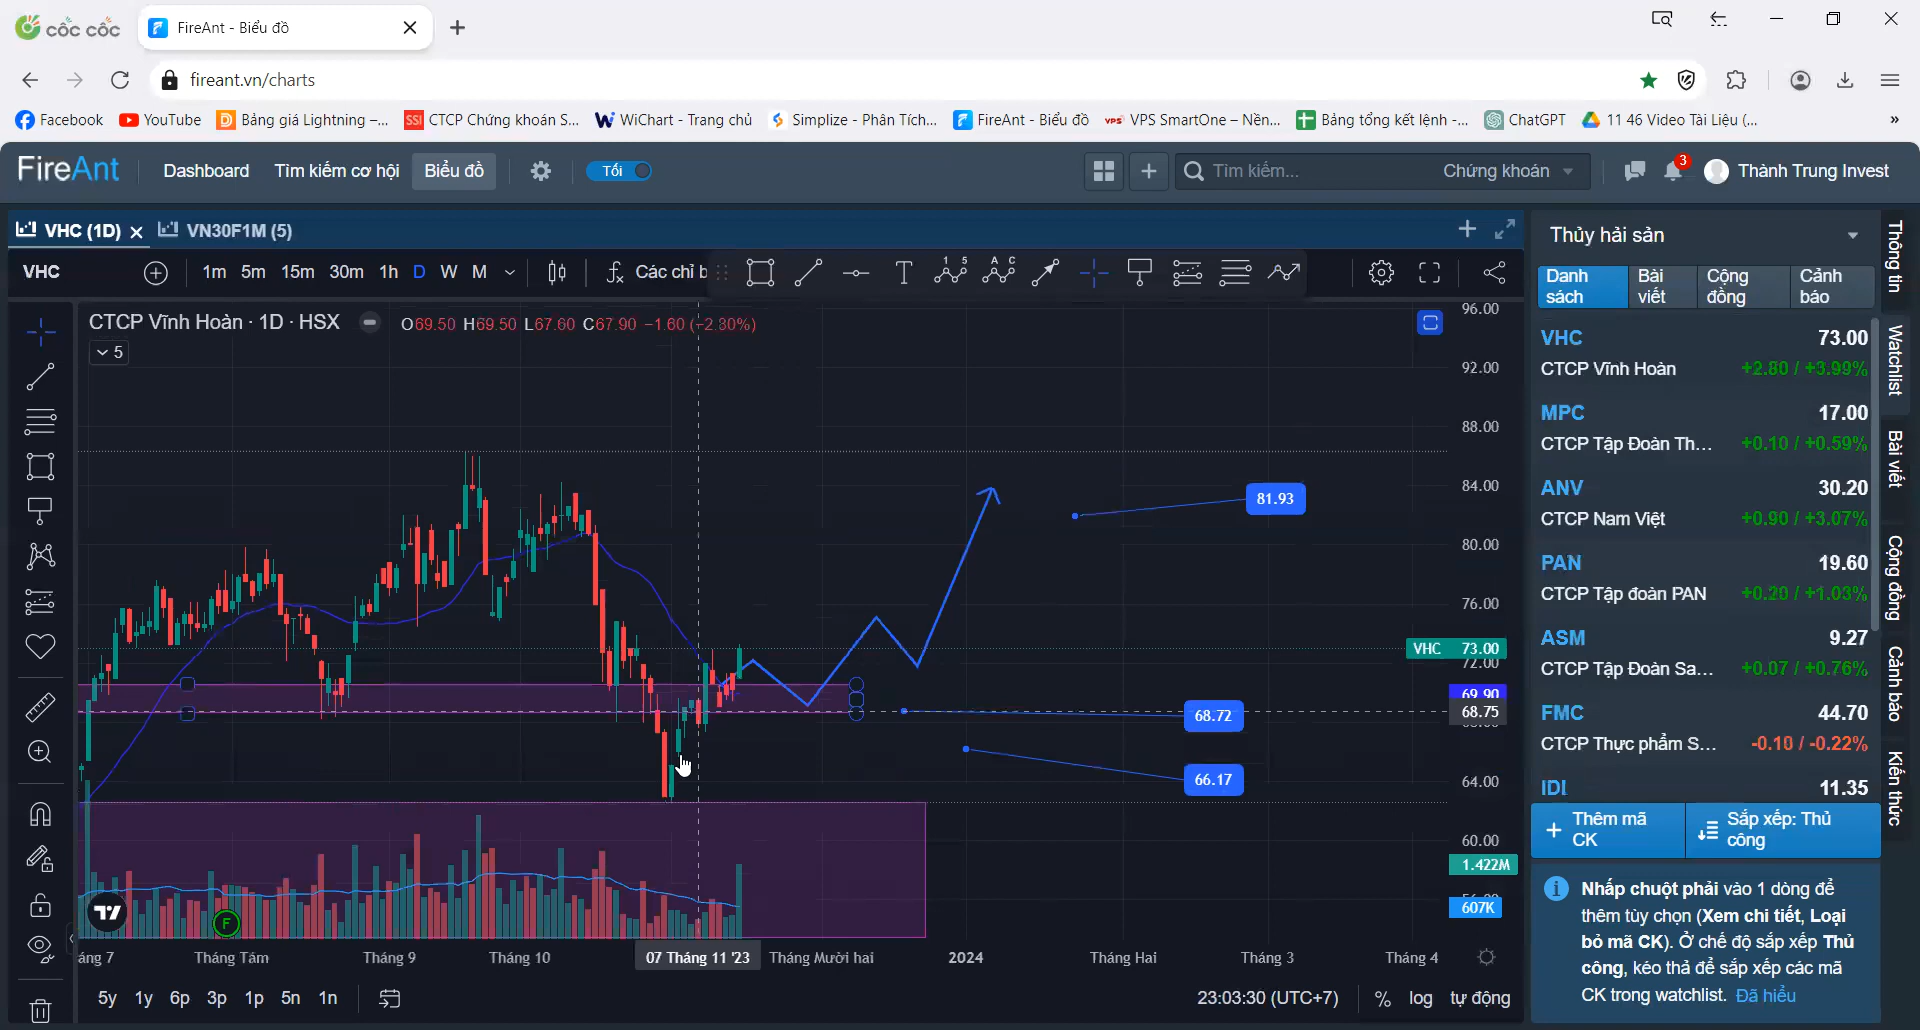 cốc cốc
FireAnt - Biểu đồ
fireant.vn/charts
Facebook YouTube Bảng giá Lightning –... CTCP Chứng khoán S... WiChart - Trang chủ Simplize - Phân Tích... FireAnt - Biểu đồ VPS SmartOne – Nền... Bảng tổng kết lệnh -... ChatGPT 11 46 Video Tài Liệu (... »
FireAnt Dashboard Tìm kiếm cơ hội Biểu đồ Tối Tìm kiếm... Chứng khoán 3 Thành Trung Invest
VHC (1D) VN30F1M (5)
VHC 1m 5m 15m 30m 1h D W M Các chỉ b
CTCP Vĩnh Hoàn · 1D · HSX O69.50 H69.50 L67.60 C67.90 −1.60 (−2.30%)
5
96.00
92.00
88.00
84.00
80.00
76.00
VHC 73.00
72.00
69.90
68.75
64.00
60.00
1.422M
607K
81.93
68.72
66.17
F
áng 7 Tháng Tám Tháng 9 Tháng 10 07 Tháng 11 '23 Tháng Mười hai 2024 Tháng Hai Tháng 3 Tháng 4
5y 1y 6p 3p 1p 5n 1n 23:03:30 (UTC+7) % log tự động
Thủy hải sản
Danh sách Bài viết Cộng đồng Cảnh báo
VHC 73.00
CTCP Vĩnh Hoàn +2.80 / +3.99%
MPC 17.00
CTCP Tập Đoàn Th... +0.10 / +0.59%
ANV 30.20
CTCP Nam Việt +0.90 / +3.07%
PAN 19.60
CTCP Tập đoàn PAN +0.20 / +1.03%
ASM 9.27
CTCP Tập Đoàn Sa... +0.07 / +0.76%
FMC 44.70
CTCP Thực phẩm S... -0.10 / -0.22%
IDI 11.35
Thêm mã CK
Sắp xếp: Thủ công
Nhấp chuột phải vào 1 dòng để
thêm tùy chọn (Xem chi tiết, Loại
bỏ mã CK). Ở chế độ sắp xếp Thủ
công, kéo thả để sắp xếp các mã
CK trong watchlist. Đã hiểu
Thông tin
Watchlist
Bài viết
Cộng đồng
Cảnh báo
Kiến thức